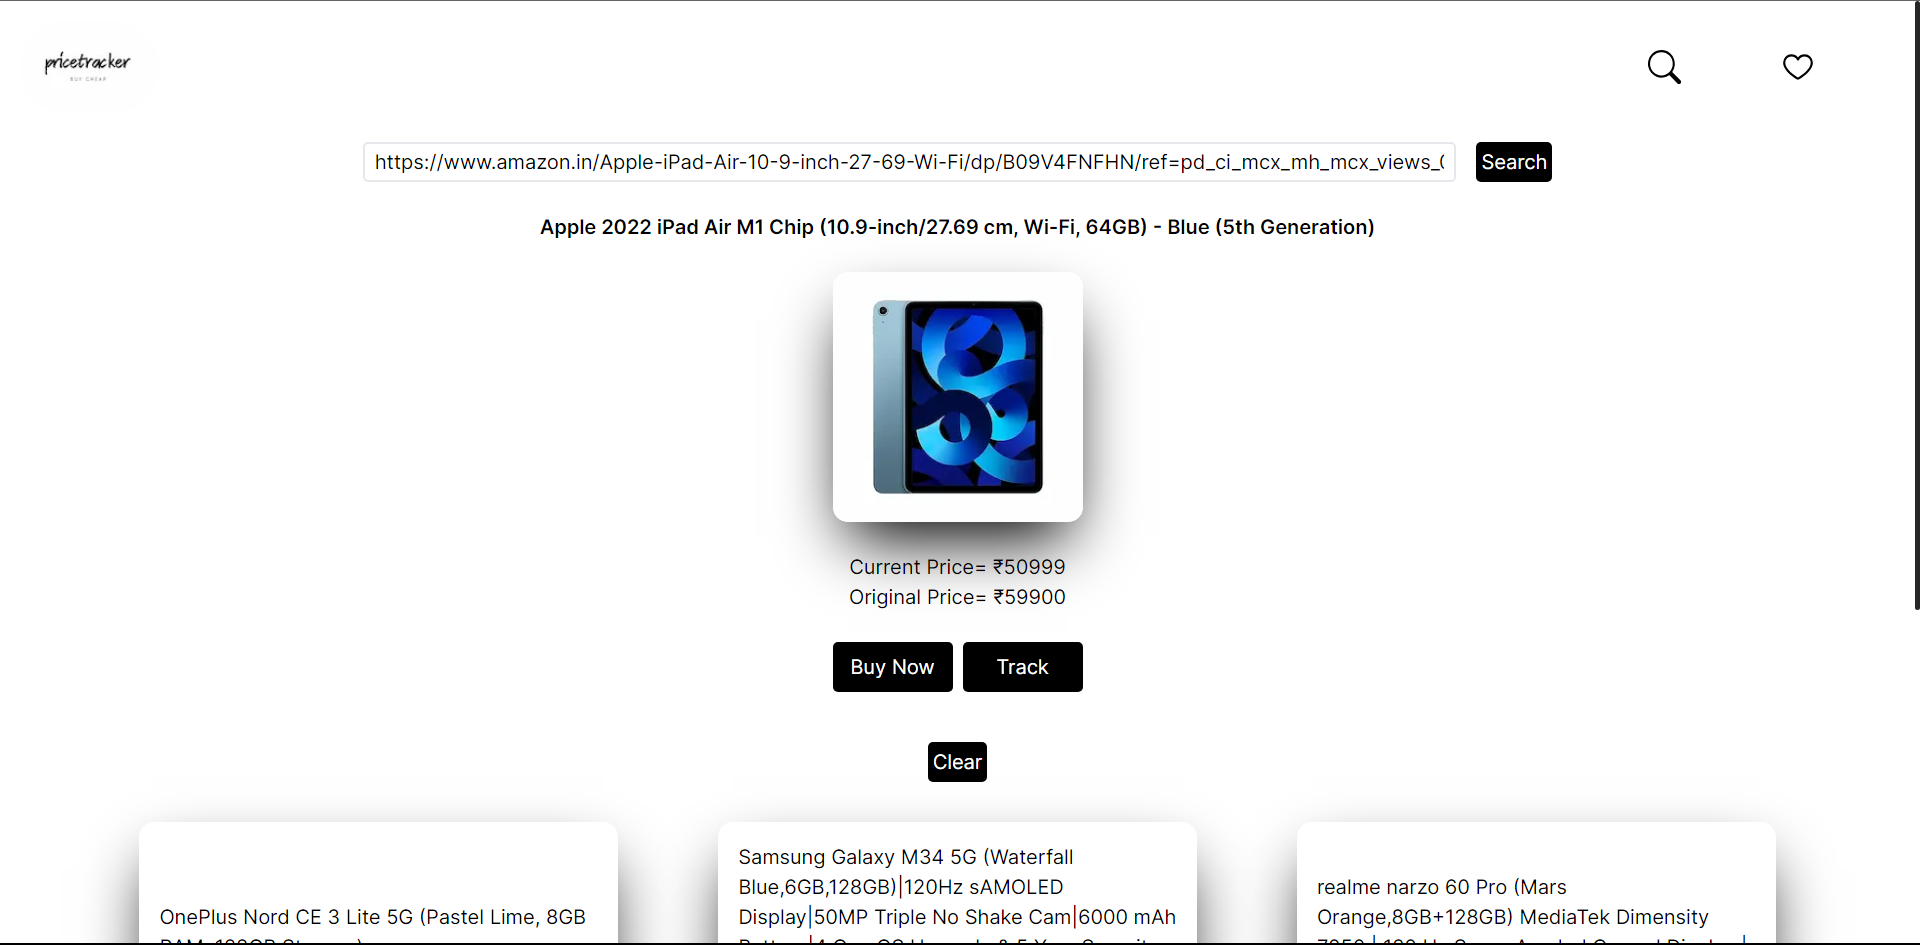 pricetracker
BUY CHEAP
https://www.amazon.in/Apple-iPad-Air-10-9-inch-27-69-Wi-Fi/dp/B09V4FNFHN/ref=pd_ci_mcx_mh_mcx_views_
Search
Apple 2022 iPad Air M1 Chip (10.9-inch/27.69 cm, Wi-Fi, 64GB) - Blue (5th Generation)
Current Price= ₹50999
Original Price= ₹59900
Buy Now Track
Clear
OnePlus Nord CE 3 Lite 5G (Pastel Lime, 8GB
Samsung Galaxy M34 5G (Waterfall
Blue,6GB,128GB)|120Hz sAMOLED
Display|50MP Triple No Shake Cam|6000 mAh
realme narzo 60 Pro (Mars
Orange,8GB+128GB) MediaTek Dimensity